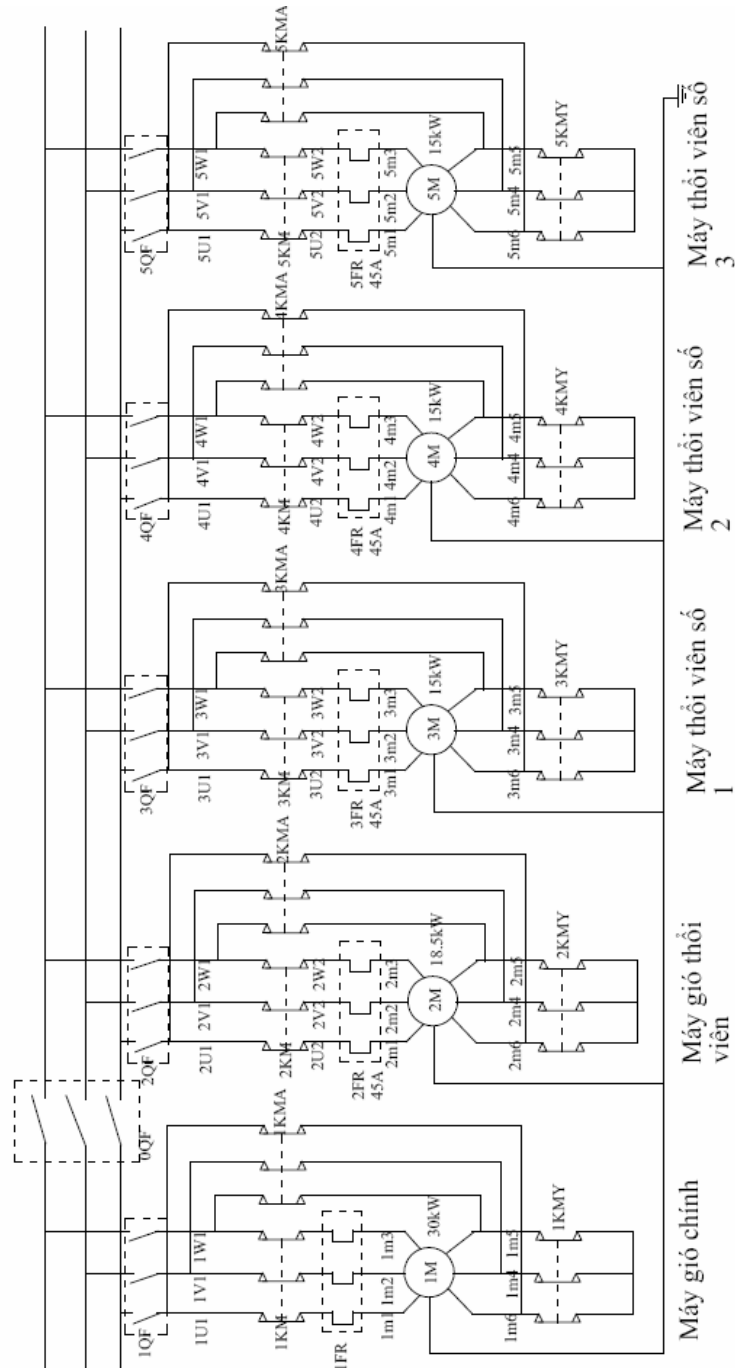 1QF
1U1
1V1
1W1
1KM
1KMA
1FR
1m1
1m2
1m3
1M
30kW
1m6
1m4
1m5
1KMY
Máy gió chính
0QF
2QF
2U1
2V1
2W1
2KM
2KMA
2U2
2V2
2W2
2FR
45A
2m1
2m2
2m3
2M
18.5kW
2m6
2m4
2m5
2KMY
Máy gió thổi
viên
3QF
3U1
3V1
3W1
3KM
3KMA
3U2
3V2
3W2
3FR
45A
3m1
3m2
3m3
3M
15kW
3m6
3m4
3m5
3KMY
Máy thổi viên số
1
4QF
4U1
4V1
4W1
4KM
4KMA
4U2
4V2
4W2
4FR
45A
4m1
4m2
4m3
4M
15kW
4m6
4m4
4m5
4KMY
Máy thổi viên số
2
5QF
5U1
5V1
5W1
5KM
5KMA
5U2
5V2
5W2
5FR
45A
5m1
5m2
5m3
5M
15kW
5m6
5m4
5m5
5KMY
Máy thổi viên số
3